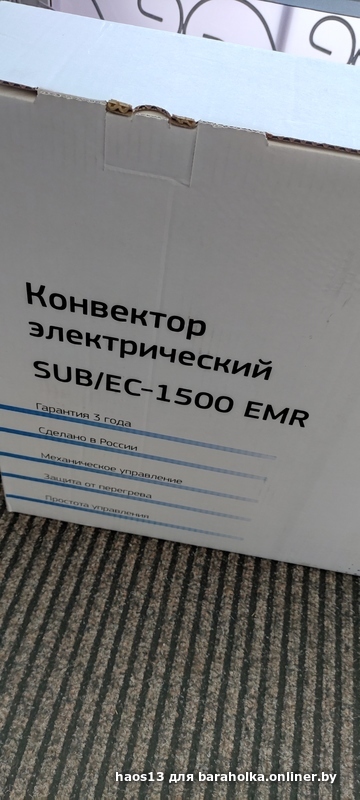 Конвектор
электрический
SUB/EC-1500 EMR
Гарантия 3 года
Сделано в России
Механическое управление
Защита от перегрева
Простота управления
haos13 для baraholka.onliner.by